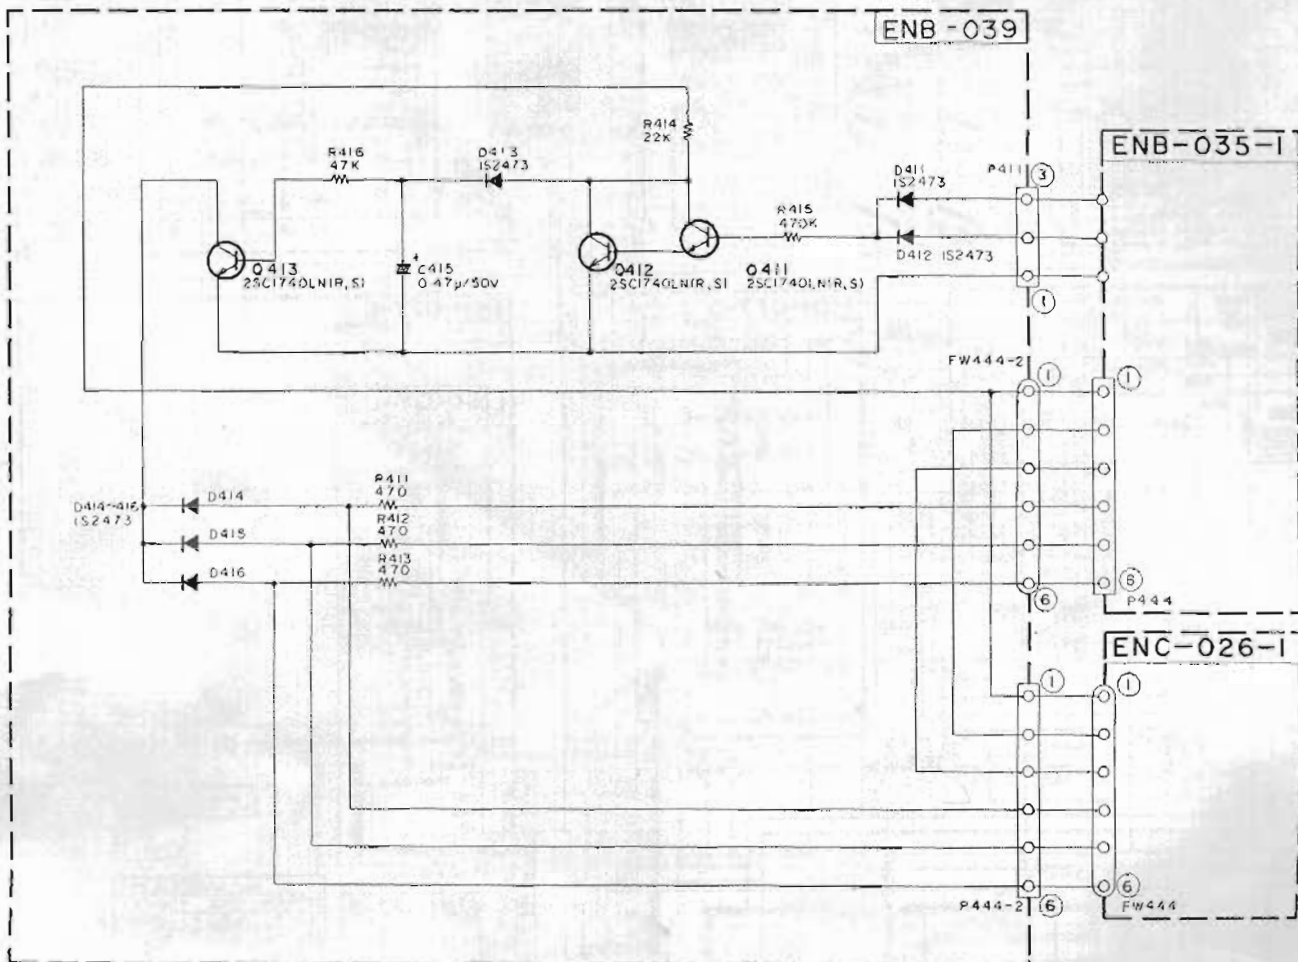 ENB-039
R414
22K
ENB-035-1
R416
47K
D413
1S2473
D411
1S2473
P411
3
R415
470K
D412 1S2473
Q413
2SC1740LN(R,S)
+
C415
0.47µ/50V
Q412
2SC1740LN(R,S)
Q411
2SC1740LN(R,S)
1
FW444-2
1
1
R411
470
D414~416
1S2473
D414
R412
470
D415
R413
470
D416
6
6
P444
ENC-026-1
1
1
P444-2
6
6
FW444